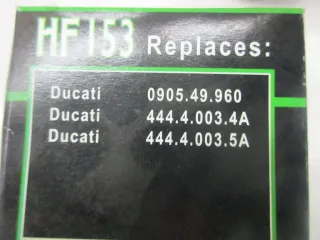 HF153 Replaces:
Ducati 0905.49.960
Ducati 444.4.003.4A
Ducati 444.4.003.5A